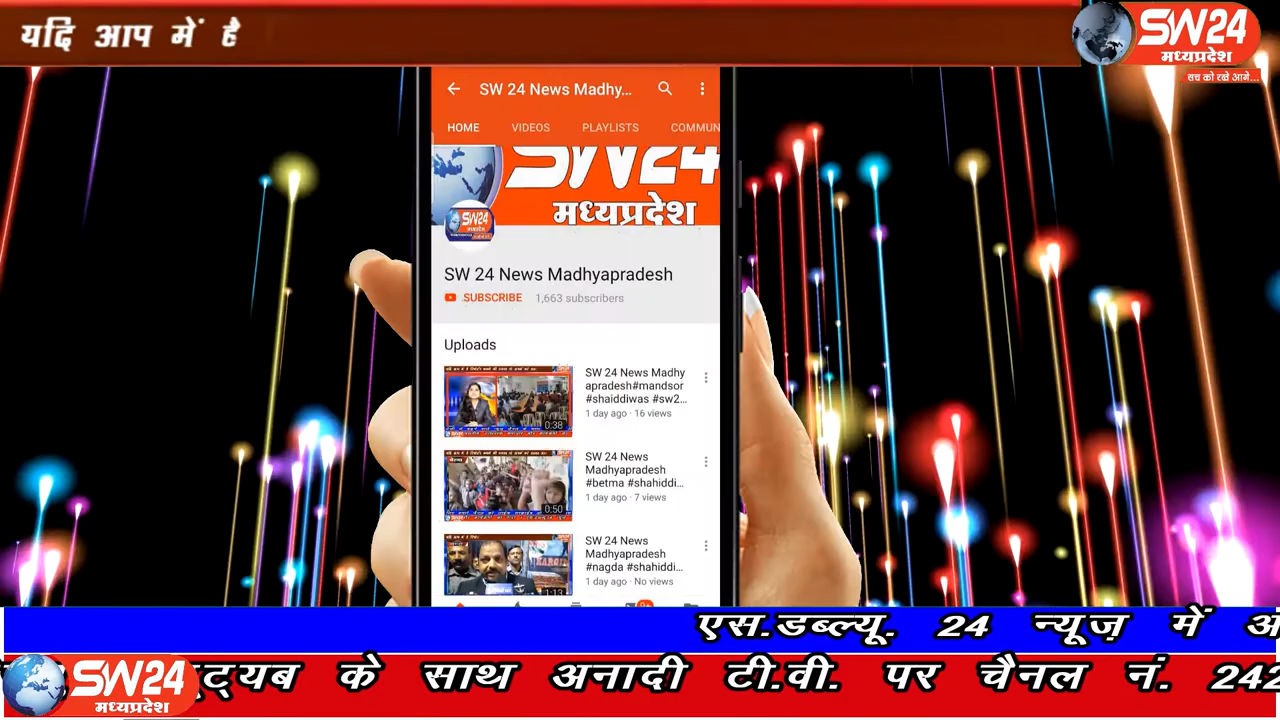 यदि आप में है
SW24
मध्यप्रदेश
सच को रखे आगे...
SW 24 News Madhy...
HOME VIDEOS PLAYLISTS COMMUN
SW24
मध्यप्रदेश
SW24
SW 24 News Madhyapradesh
SUBSCRIBE 1,663 subscribers
Uploads
SW 24 News Madhy
apradesh#mandsor
#shaiddiwas #sw2...
1 day ago · 16 views
0:38
SW 24 News
Madhyapradesh
#betma #shahiddi...
1 day ago · 7 views
0:50
SW 24 News
Madhyapradesh
#nagda #shahiddi...
1 day ago · No views
1:13
एस.डब्ल्यू. 24 न्यूज़ में अ
ट्यब के साथ अनादी टी.वी. पर चैनल नं. 242
SW24
मध्यप्रदेश